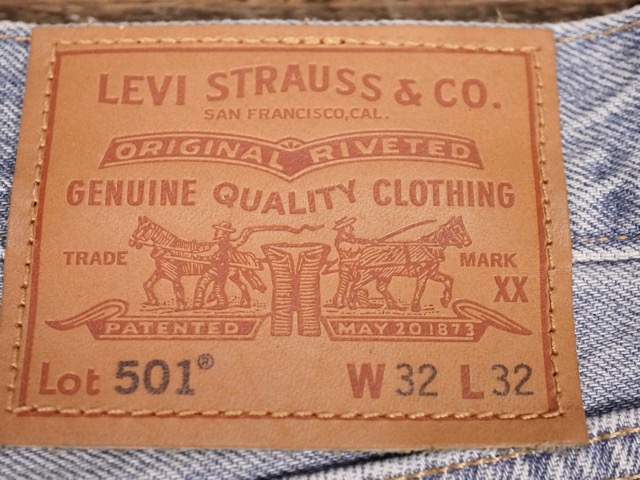 LEVI STRAUSS & CO.
SAN FRANCISCO, CAL.
ORIGINAL RIVETED
GENUINE QUALITY CLOTHING
TRADE MARK
XX
PATENTED MAY 20 1873
Lot 501® W 32 L 32